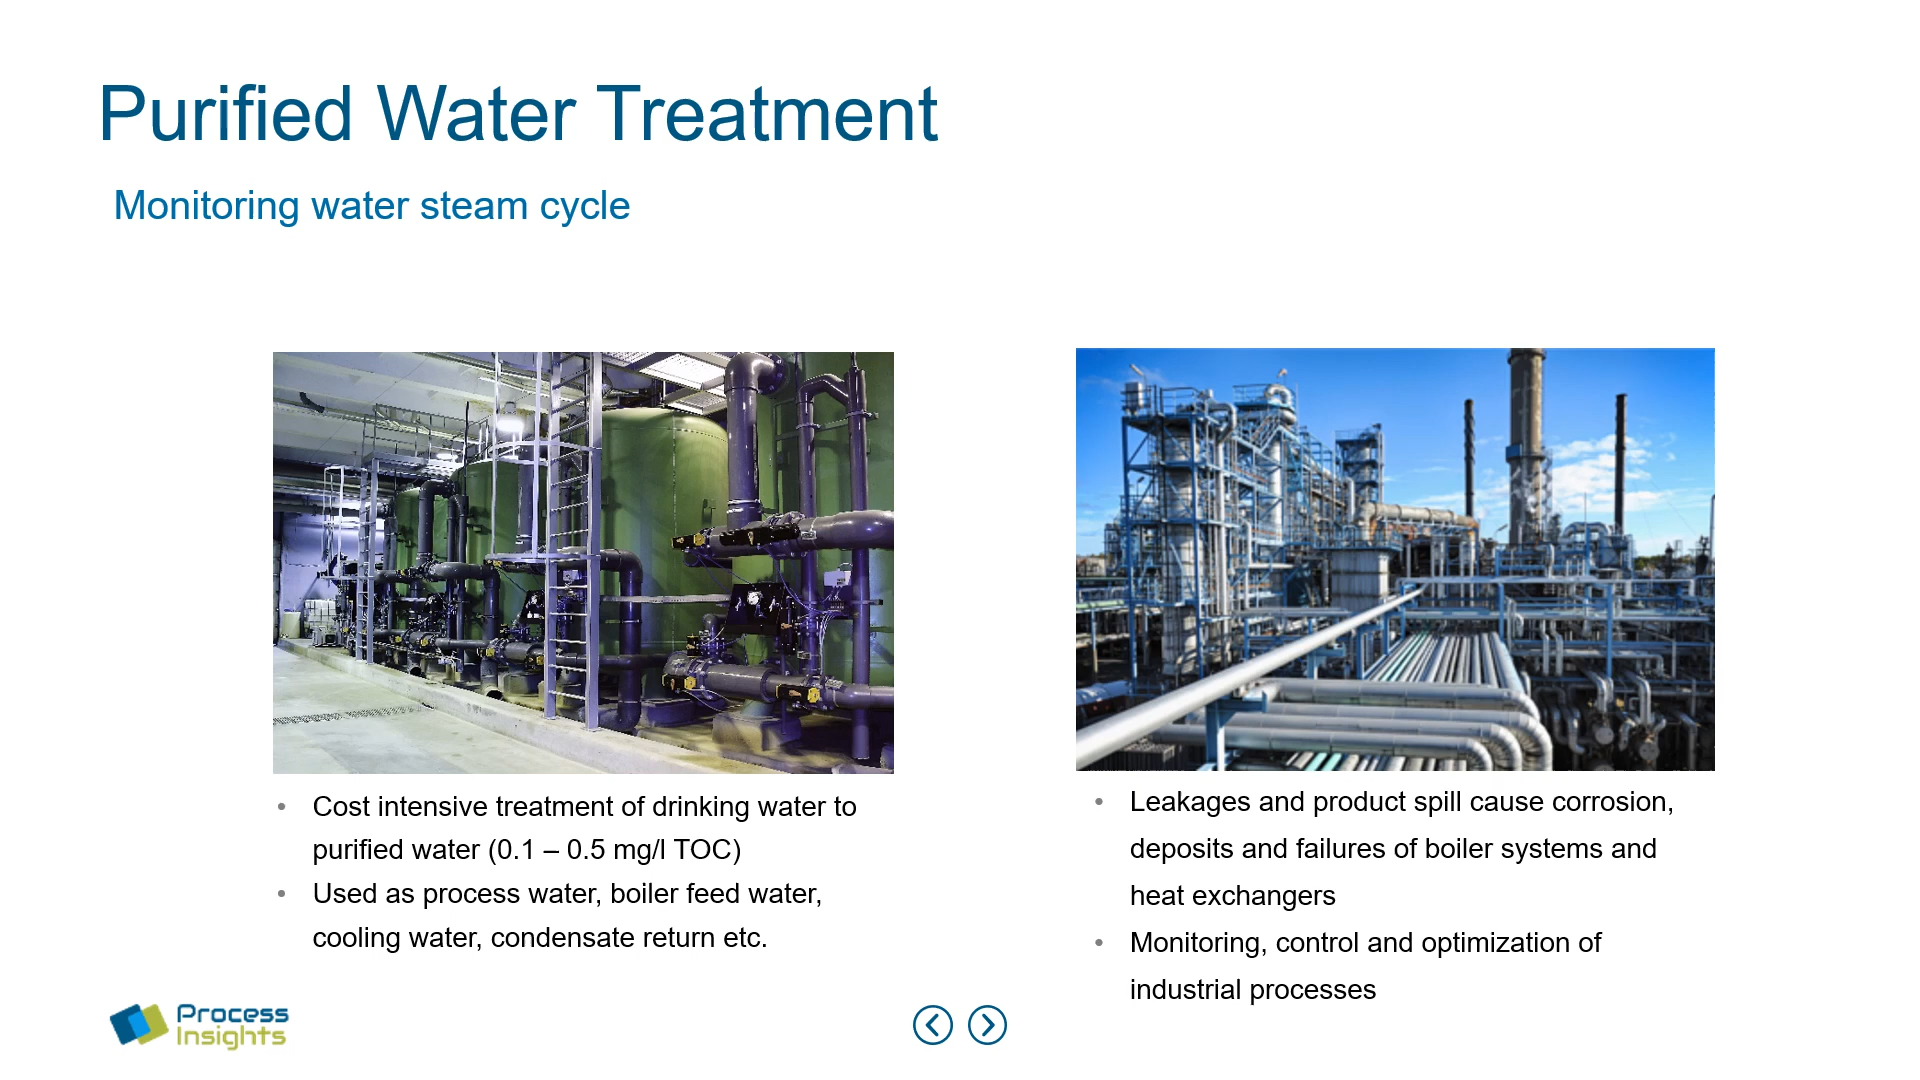 Purified Water Treatment
Monitoring water steam cycle
• Cost intensive treatment of drinking water to
purified water (0.1 – 0.5 mg/l TOC)
• Used as process water, boiler feed water,
cooling water, condensate return etc.
• Leakages and product spill cause corrosion,
deposits and failures of boiler systems and
heat exchangers
• Monitoring, control and optimization of
industrial processes
Process
Insights